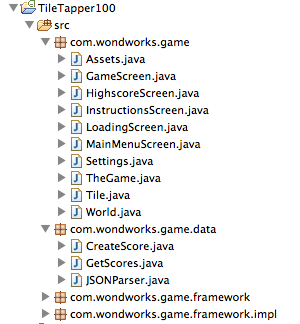 TileTapper100
src
com.wondworks.game
Assets.java
GameScreen.java
HighscoreScreen.java
InstructionsScreen.java
LoadingScreen.java
MainMenuScreen.java
Settings.java
TheGame.java
Tile.java
World.java
com.wondworks.game.data
CreateScore.java
GetScores.java
JSONParser.java
com.wondworks.game.framework
com.wondworks.game.framework.impl